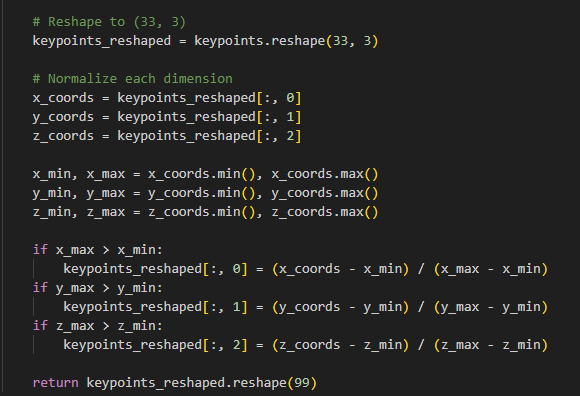 # Reshape to (33, 3)
keypoints_reshaped = keypoints.reshape(33, 3)
# Normalize each dimension
x_coords = keypoints_reshaped[:, 0]
y_coords = keypoints_reshaped[:, 1]
z_coords = keypoints_reshaped[:, 2]
x_min, x_max = x_coords.min(), x_coords.max()
y_min, y_max = y_coords.min(), y_coords.max()
z_min, z_max = z_coords.min(), z_coords.max()
if x_max > x_min:
    keypoints_reshaped[:, 0] = (x_coords - x_min) / (x_max - x_min)
if y_max > y_min:
    keypoints_reshaped[:, 1] = (y_coords - y_min) / (y_max - y_min)
if z_max > z_min:
    keypoints_reshaped[:, 2] = (z_coords - z_min) / (z_max - z_min)
return keypoints_reshaped.reshape(99)